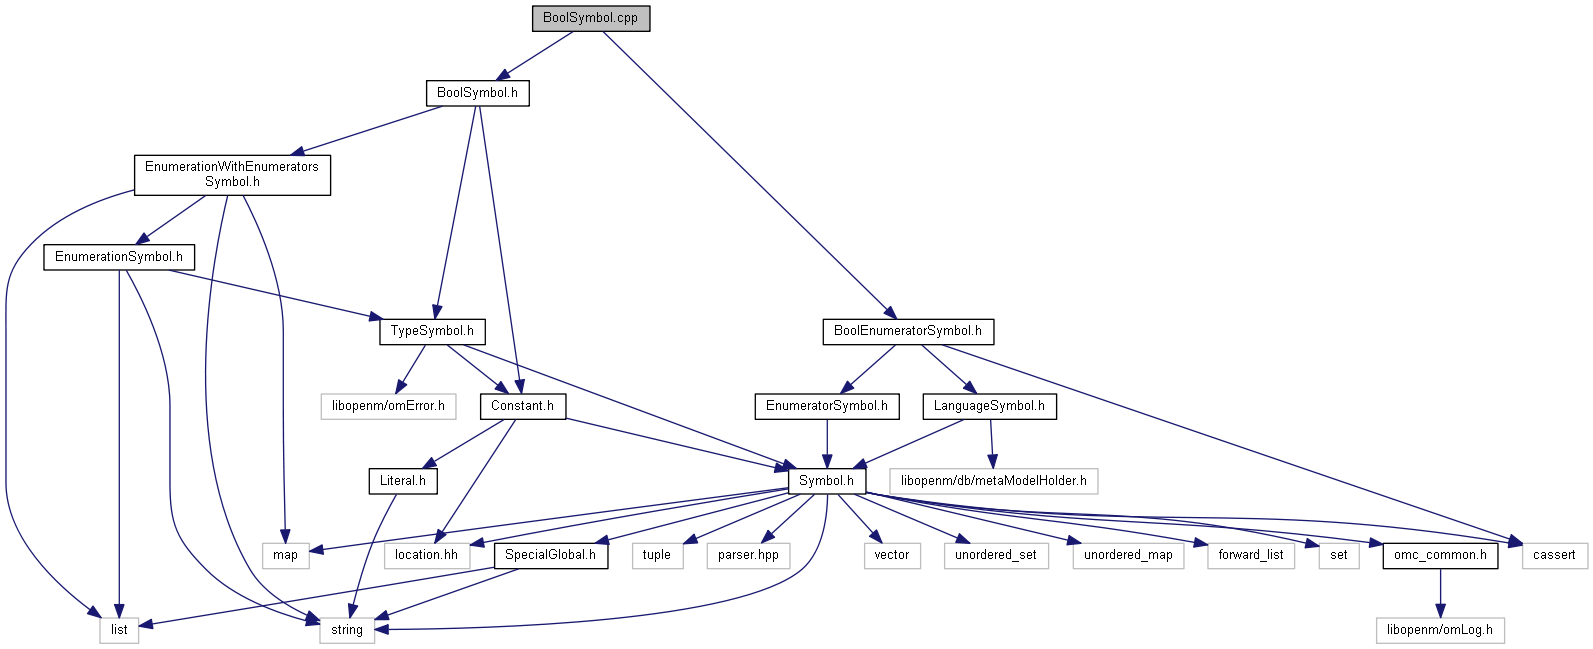 BoolSymbol.cpp
BoolSymbol.h
EnumerationWithEnumerators
Symbol.h
EnumerationSymbol.h
TypeSymbol.h
BoolEnumeratorSymbol.h
libopenm/omError.h
Constant.h
EnumeratorSymbol.h
LanguageSymbol.h
Literal.h
Symbol.h
libopenm/db/metaModelHolder.h
map
location.hh
SpecialGlobal.h
tuple
parser.hpp
vector
unordered_set
unordered_map
forward_list
set
omc_common.h
cassert
list
string
libopenm/omLog.h